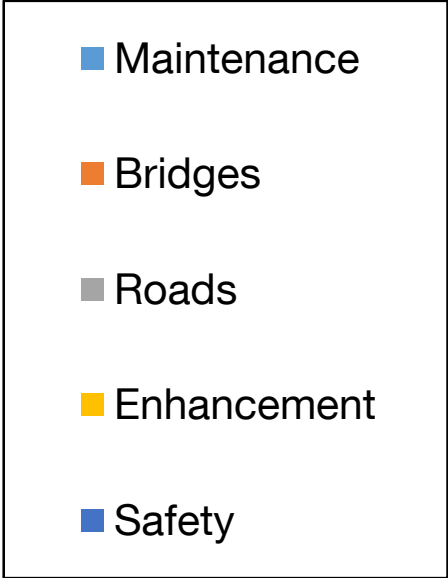 Maintenance
Bridges
Roads
Enhancement
Safety